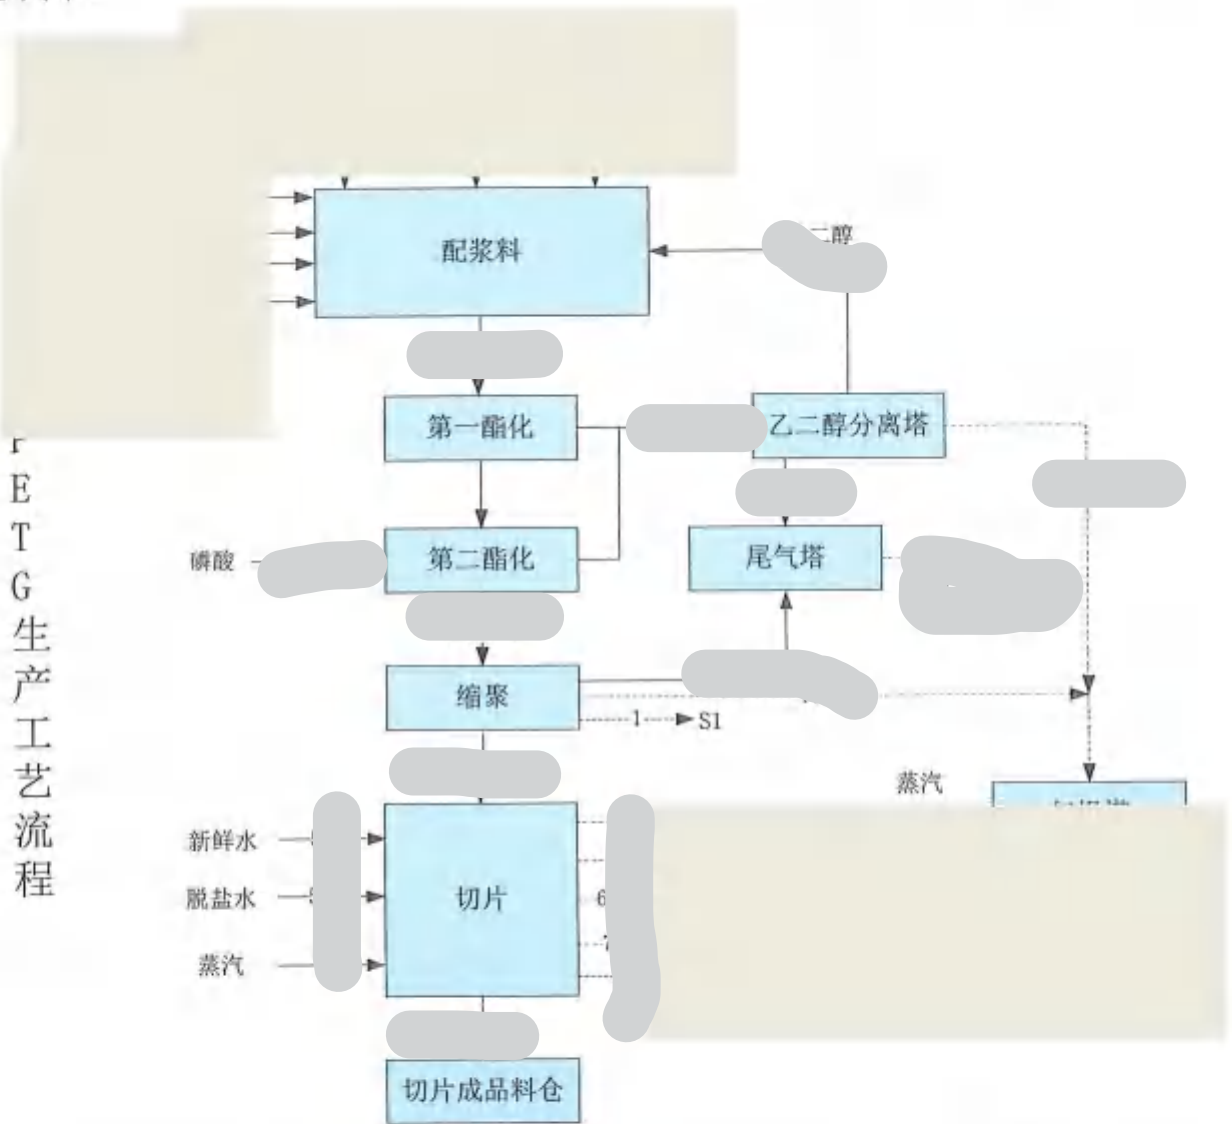 配浆料
二醇
第一酯化
乙二醇分离塔
E
T
G
生
产
工
艺
流
程
磷酸
第二酯化
尾气塔
缩聚
1
S1
蒸汽
新鲜水
脱盐水
切片
6
蒸汽
切片成品料仓